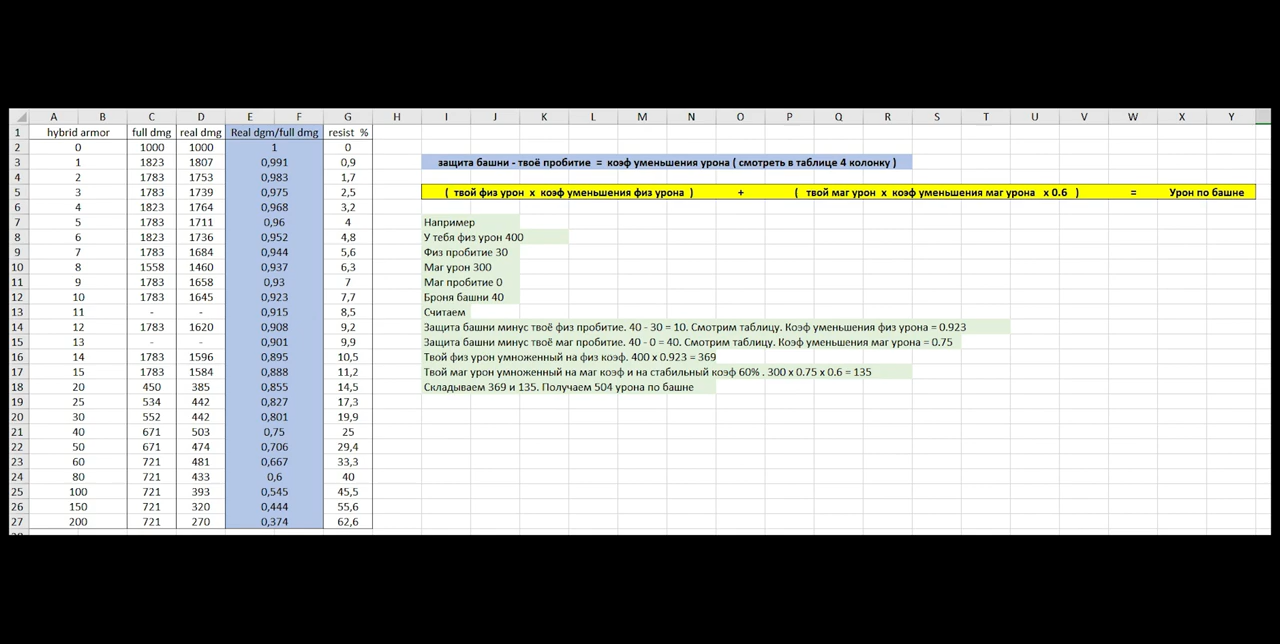 A B C D E F G H I J K L M N O P Q R S T U V W X Y
1 hybrid armor full dmg real dmg Real dgm/full dmg resist %
2 0 1000 1000 1 0
3 1 1823 1807 0,991 0,9 защита башни - твоё пробитие = коэф уменьшения урона ( смотреть в таблице 4 колонку )
4 2 1783 1753 0,983 1,7
5 3 1783 1739 0,975 2,5 ( твой физ урон х коэф уменьшения физ урона ) + ( твой маг урон х коэф уменьшения маг урона х 0.6 ) = Урон по башне
6 4 1823 1764 0,968 3,2
7 5 1783 1711 0,96 4 Например
8 6 1823 1736 0,952 4,8 У тебя физ урон 400
9 7 1783 1684 0,944 5,6 Физ пробитие 30
10 8 1558 1460 0,937 6,3 Маг урон 300
11 9 1783 1658 0,93 7 Маг пробитие 0
12 10 1783 1645 0,923 7,7 Броня башни 40
13 11 - - 0,915 8,5 Считаем
14 12 1783 1620 0,908 9,2 Защита башни минус твоё физ пробитие. 40 - 30 = 10. Смотрим таблицу. Коэф уменьшения физ урона = 0.923
15 13 - - 0,901 9,9 Защита башни минус твоё маг пробитие. 40 - 0 = 40. Смотрим таблицу. Коэф уменьшения маг урона = 0.75
16 14 1783 1596 0,895 10,5 Твой физ урон умноженный на физ коэф. 400 х 0.923 = 369
17 15 1783 1584 0,888 11,2 Твой маг урон умноженный на маг коэф и на стабильный коэф 60% . 300 х 0.75 х 0.6 = 135
18 20 450 385 0,855 14,5 Складываем 369 и 135. Получаем 504 урона по башне
19 25 534 442 0,827 17,3
20 30 552 442 0,801 19,9
21 40 671 503 0,75 25
22 50 671 474 0,706 29,4
23 60 721 481 0,667 33,3
24 80 721 433 0,6 40
25 100 721 393 0,545 45,5
26 150 721 320 0,444 55,6
27 200 721 270 0,374 62,6